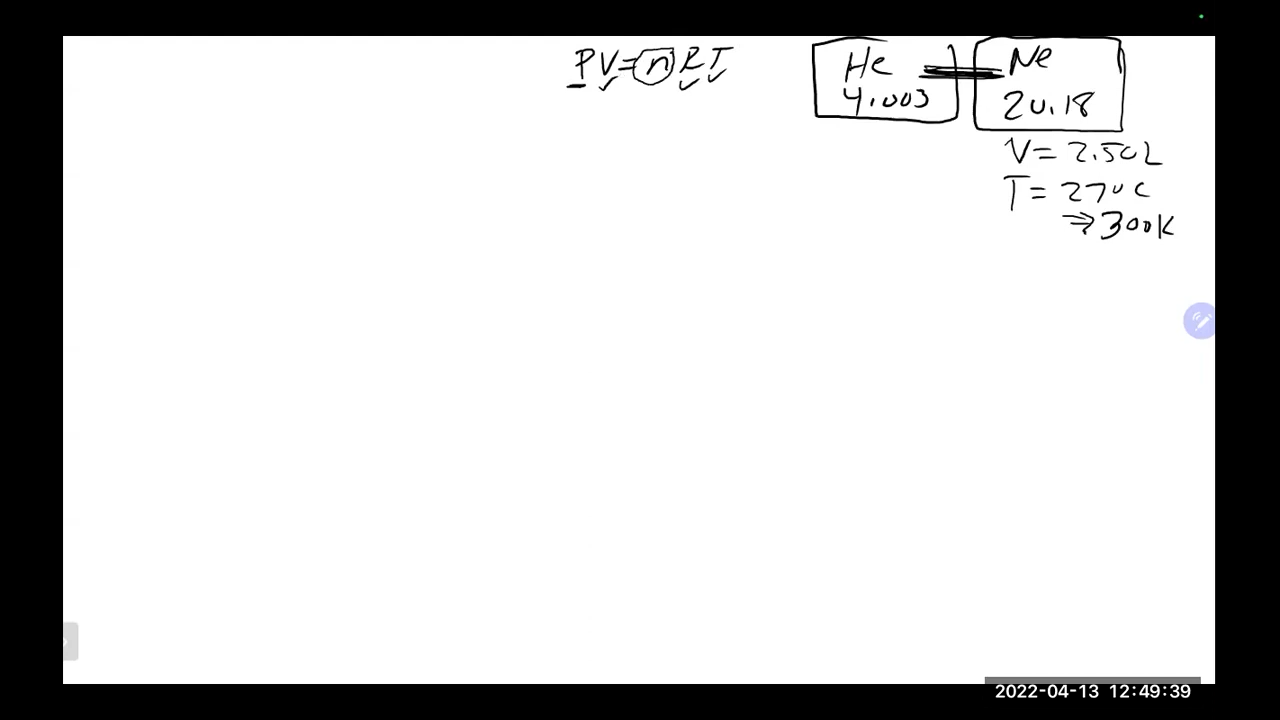 PV=nRT
He
4.003
Ne
20.18
V= 2.50L
T= 27°C
⇒300K
2022-04-13 12:49:39